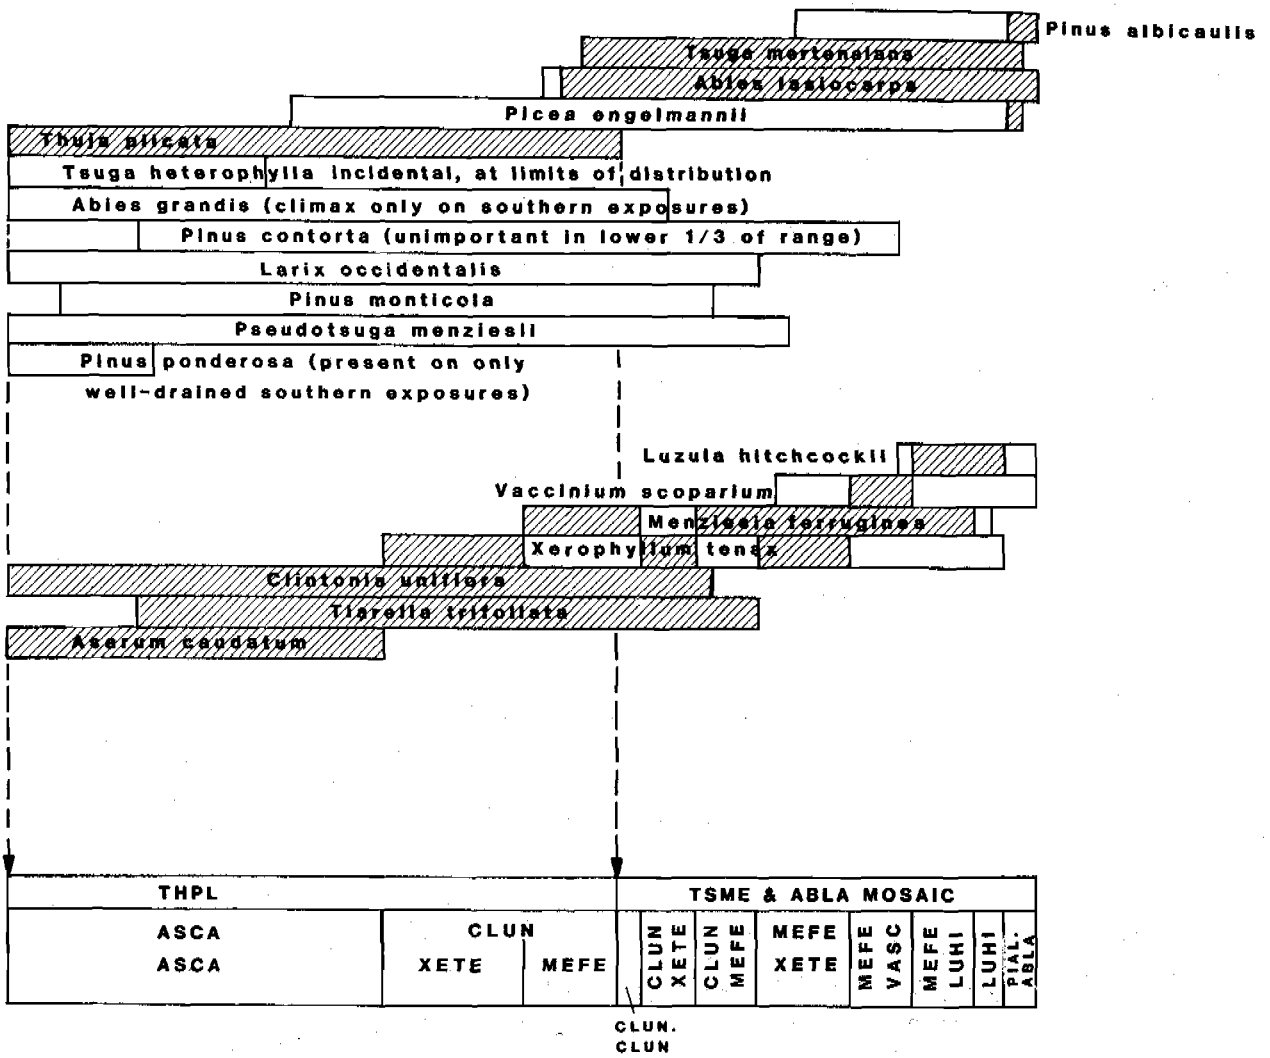 Pinus albicaulis
Tsuga mertensiana
Abies lasiocarpa
Picea engelmannii
Thuja plicata
Tsuga heterophylla incidental, at limits of distribution
Abies grandis (climax only on southern exposures)
Pinus contorta (unimportant in lower 1/3 of range)
Larix occidentalis
Pinus monticola
Pseudotsuga menziesii
Pinus ponderosa (present on only
well-drained southern exposures)
Luzula hitchcockii
Vaccinium scoparium
Menziesia ferruginea
Xerophyllum tenax
Clintonia uniflora
Tiarella trifoliata
Asarum caudatum
THPL
TSME & ABLA MOSAIC
ASCA
ASCA
CLUN
XETE
MEFE
CLUN
XETE
CLUN
MEFE
MEFE
XETE
MEFE
VASC
MEFE
LUHI
LUHI
PIAL.
ABLA
CLUN.
CLUN